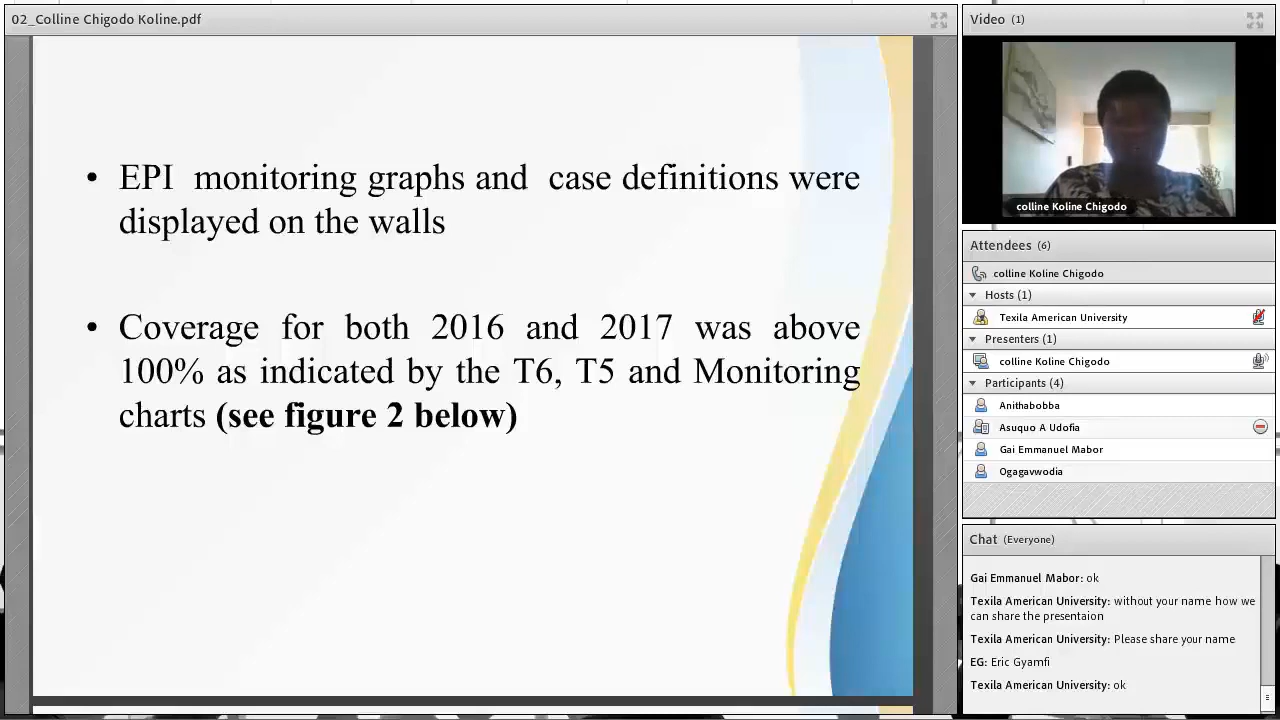 02_Colline Chigodo Koline.pdf
• EPI monitoring graphs and case definitions were
displayed on the walls
• Coverage for both 2016 and 2017 was above
100% as indicated by the T6, T5 and Monitoring
charts (see figure 2 below)
Video (1)
colline Koline Chigodo
Attendees (6)
colline Koline Chigodo
Hosts (1)
Texila American University
Presenters (1)
colline Koline Chigodo
Participants (4)
Anithabobba
Asuquo A Udofia
Gai Emmanuel Mabor
Ogagavwodia
Chat (Everyone)
Gai Emmanuel Mabor: ok
Texila American University: without your name how we
can share the presentaion
Texila American University: Please share your name
EG: Eric Gyamfi
Texila American University: ok